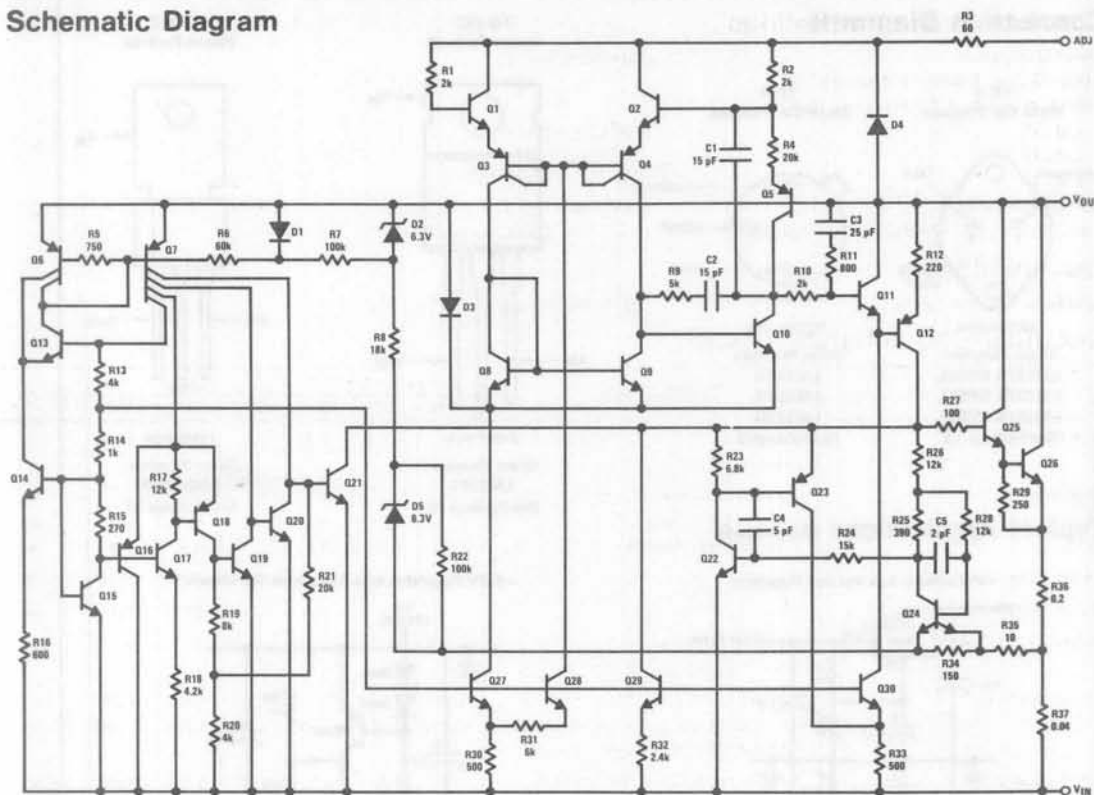 Schematic Diagram
R3
60
ADJ
R1
2k
Q1
Q2
R2
2k
D4
C1
15 pF
R4
20k
Q3
Q4
Q5
VOU
C3
25 pF
R5
750
Q6
Q7
R6
60k
D1
R7
100k
D2
6.3V
R11
800
R12
220
R9
5k
C2
15 pF
R10
2k
Q11
Q12
D3
Q10
Q13
R8
18k
R13
4k
Q8
Q9
R27
100
Q25
R14
1k
Q14
R17
12k
Q21
R23
6.8k
Q23
R26
12k
Q26
R15
270
Q16
Q18
Q20
D5
6.3V
C4
5 pF
R29
250
Q17
Q19
R25
390
C5
2 pF
R28
12k
R24
15k
Q22
R22
100k
R21
20k
Q15
R19
8k
R36
0.2
Q24
R16
600
R35
10
R34
150
R18
4.2k
Q27
Q28
Q29
Q30
R20
4k
R31
6k
R30
500
R32
2.4k
R33
500
R37
0.04
VIN